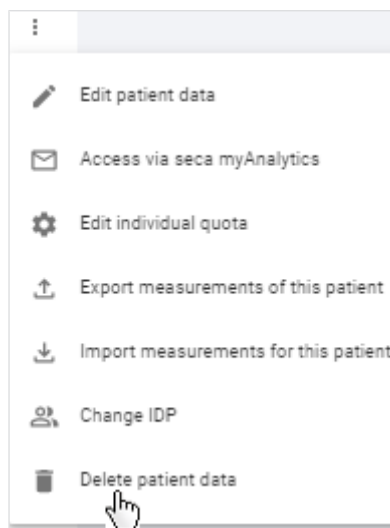 Edit patient data
Access via seca myAnalytics
Edit individual quota
Export measurements of this patient
Import measurements for this patient
Change IDP
Delete patient data